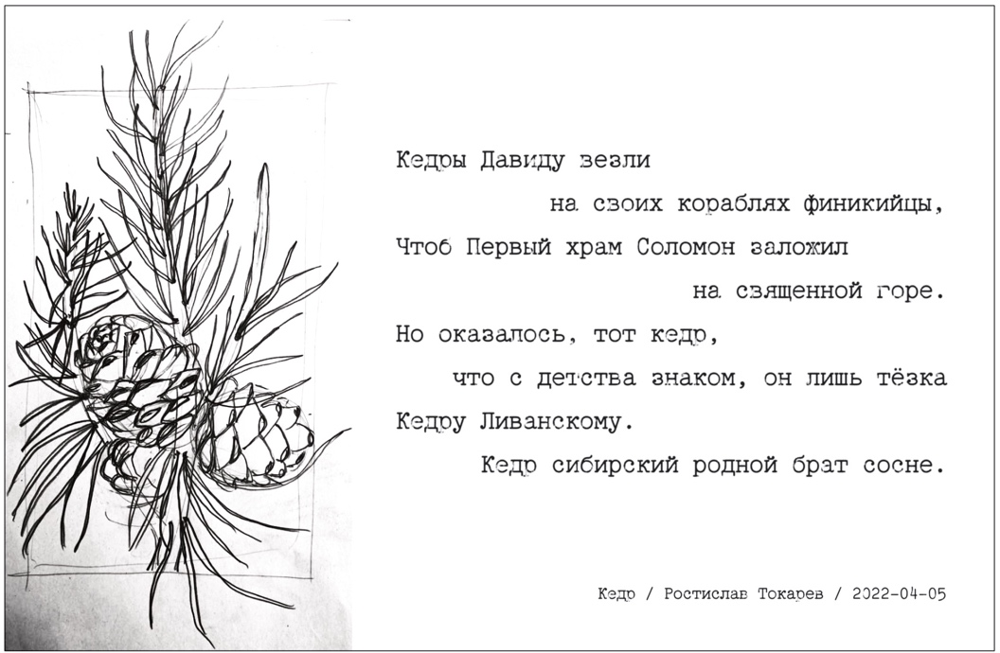 Кедры Давиду везли
на своих кораблях финикийцы,
Чтоб Первый храм Соломон заложил
на священной горе.
Но оказалось, тот кедр,
что с детства знаком, он лишь тёзка
Кедру Ливанскому.
Кедр сибирский родной брат сосне.
Кедр / Ростислав Токарев / 2022-04-05